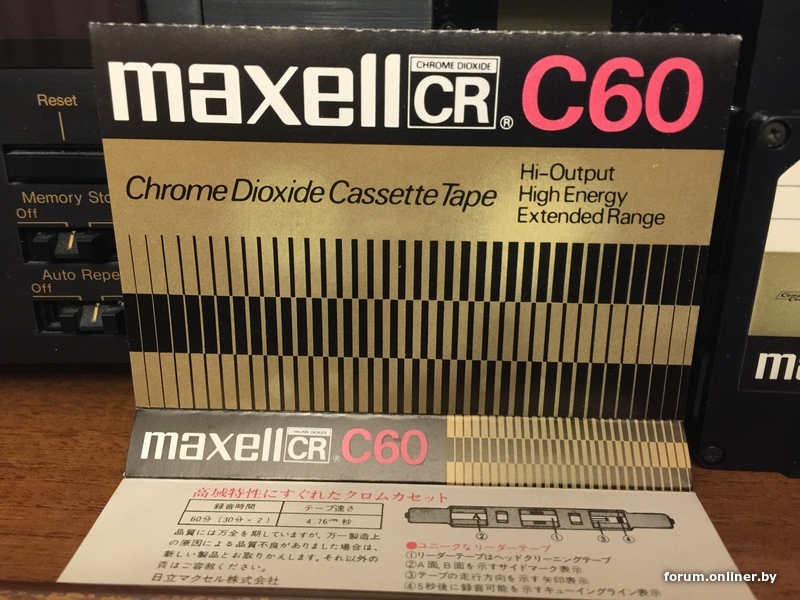 Reset
Memory Sto
Off
Auto Repe
Off
maxell CHROME DIOXIDE CR ® C60
Chrome Dioxide Cassette Tape
Hi-Output
High Energy
Extended Range
maxell CHROME DIOXIDE CR C60
高域特性にすぐれたクロムカセット
録音時間 テープ速さ
60分(30分×2) 4.76cm/秒
品質には万全を期していますが、万一製造上
の原因による品質不良がありました場合は、
新しい製品とお取りかえします。それ以外の
責はご容赦ください。
日立マクセル株式会社
② ① ③ ④
●ユニークなリーダーテープ
①リーダーテープはヘッドクリーニングテープ
②A面、B面を示すサイドマーク表示
③テープの走行方向を示す矢印表示
④5秒後に録音可能を示すキューイングライン表示
ma
forum.onliner.by